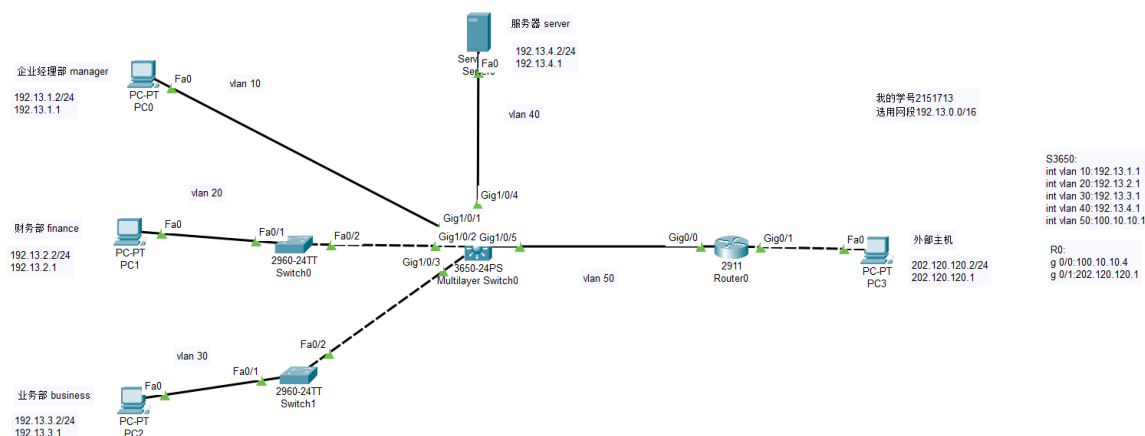 服务器 server
192.13.4.2/24
192.13.4.1
Fa0
企业经理部 manager
192.13.1.2/24
192.13.1.1
Fa0
PC-PT
PC0
vlan 10
vlan 40
我的学号2151713
选用网段192.13.0.0/16
S3650:
int vlan 10:192.13.1.1
int vlan 20:192.13.2.1
int vlan 30:192.13.3.1
int vlan 40:192.13.4.1
int vlan 50:100.10.10.1
R0:
g 0/0:100.10.10.4
g 0/1:202.120.120.1
vlan 20
Gig1/0/4
Gig1/0/1
财务部 finance
192.13.2.2/24
192.13.2.1
Fa0
PC-PT
PC1
Fa0/1
Fa0/2
2960-24TT
Switch0
Gig1/0/2
Gig1/0/5
Gig1/0/3
3650-24PS
Multilayer Switch0
vlan 50
Gig0/0
Gig0/1
2911
Router0
Fa0
PC-PT
PC3
外部主机
202.120.120.2/24
202.120.120.1
vlan 30
Fa0/2
Fa0/1
2960-24TT
Switch1
业务部 business
192.13.3.2/24
192.13.3.1
Fa0
PC-PT
PC2